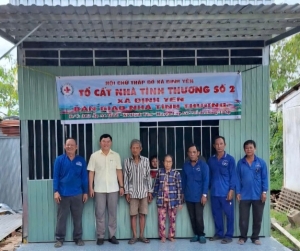 HỘI CHỮ THẬP ĐỎ XÃ ĐỊNH YÊN
TỔ CẤT NHÀ TÌNH THƯƠNG SỐ 2
XÃ ĐỊNH YÊN
BÀN GIAO NHÀ TÌNH THƯƠNG